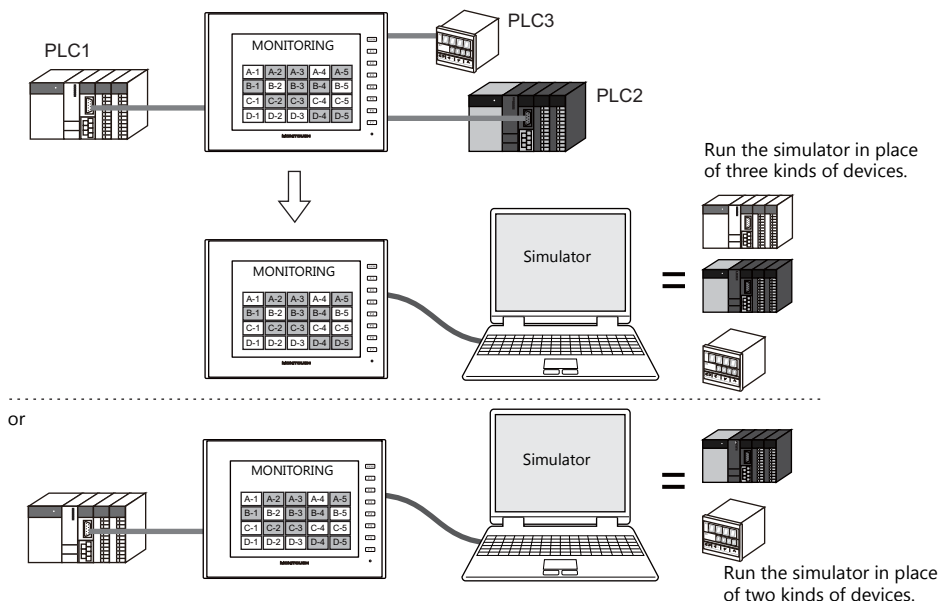 PLC3
PLC1
MONITORING
A-1 A-2 A-3 A-4 A-5
B-1 B-2 B-3 B-4 B-5
C-1 C-2 C-3 C-4 C-5
D-1 D-2 D-3 D-4 D-5
MONITOUCH
PLC2
Run the simulator in place
of three kinds of devices.
MONITORING
A-1 A-2 A-3 A-4 A-5
B-1 B-2 B-3 B-4 B-5
C-1 C-2 C-3 C-4 C-5
D-1 D-2 D-3 D-4 D-5
MONITOUCH
Simulator
=
or
MONITORING
A-1 A-2 A-3 A-4 A-5
B-1 B-2 B-3 B-4 B-5
C-1 C-2 C-3 C-4 C-5
D-1 D-2 D-3 D-4 D-5
MONITOUCH
Simulator
=
Run the simulator in place
of two kinds of devices.